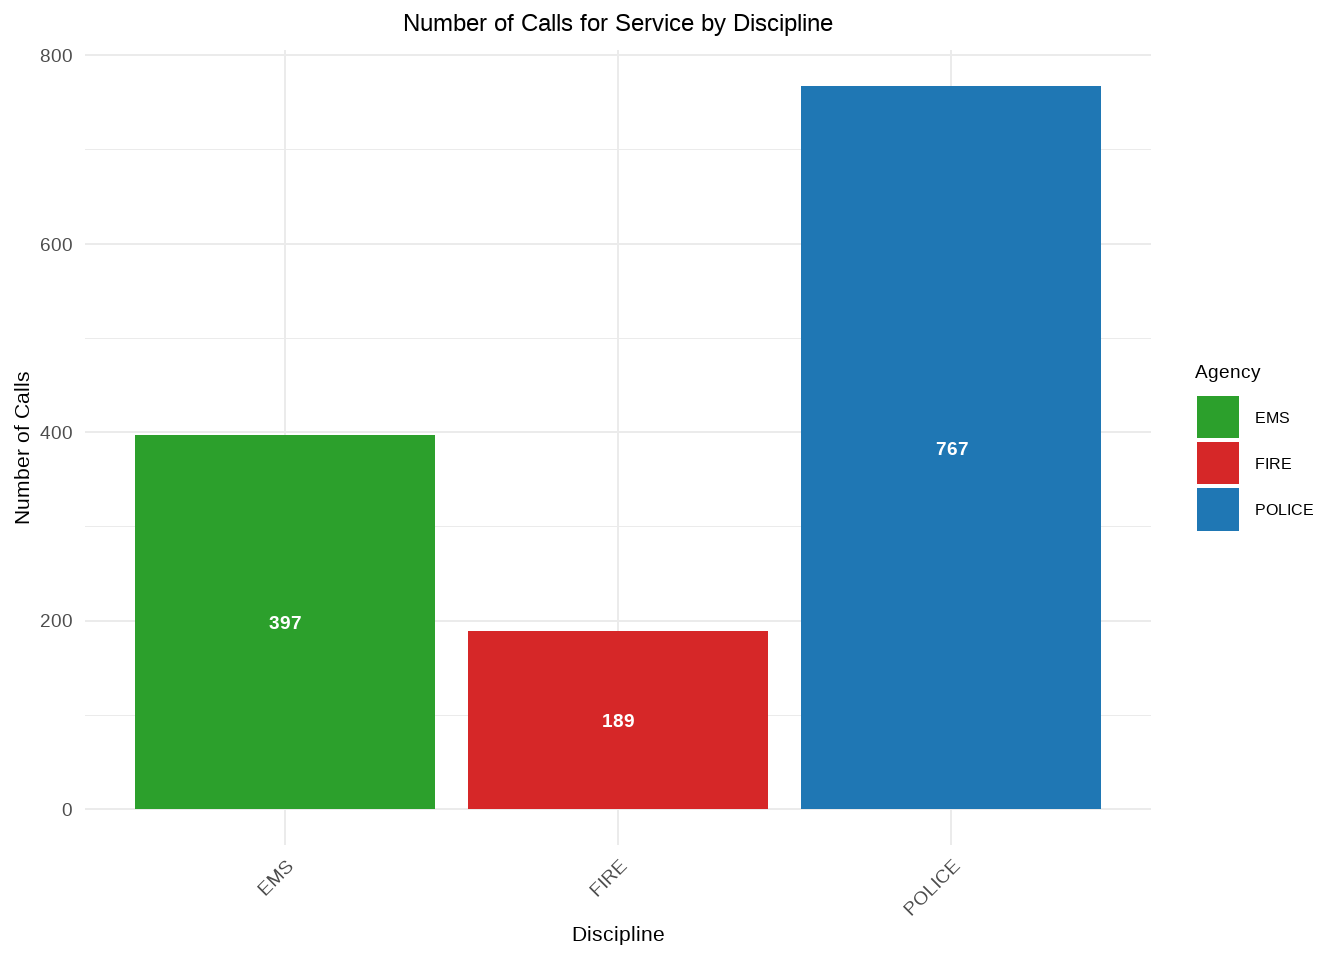 Number of Calls for Service by Discipline
800
600
400
200
0
Number of Calls
397
189
767
EMS
FIRE
POLICE
Discipline
Agency
EMS
FIRE
POLICE